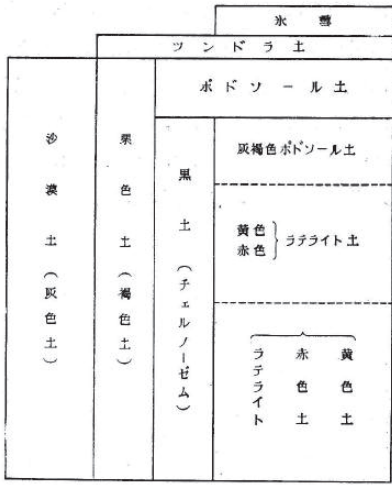 氷雪
ツンドラ土
ポドソール土
沙漠土（灰色土）
栗色土（褐色土）
黒土（チェルノーゼム）
灰褐色ポドソール土
黄色
赤色
ラテライト土
ラテライト
赤色土
黄色土